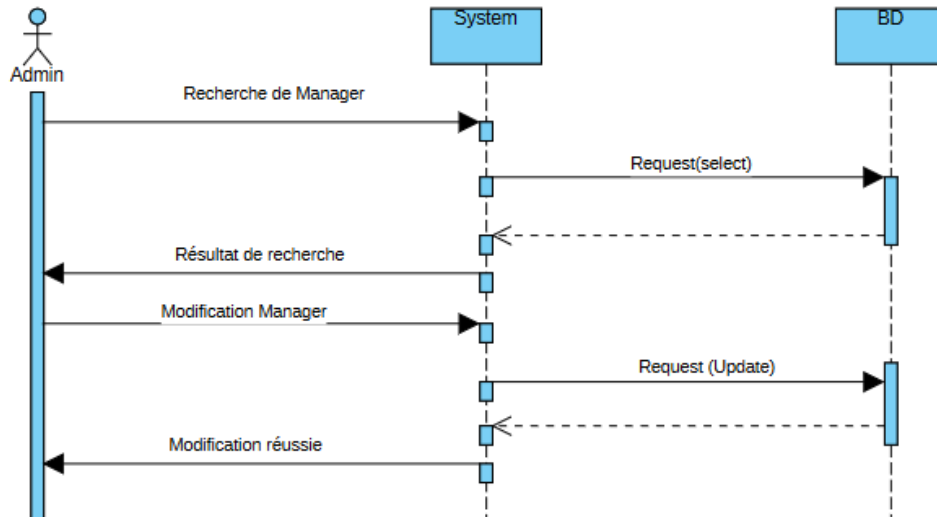 System
BD
Admin
Recherche de Manager
Request(select)
Résultat de recherche
Modification Manager
Request (Update)
Modification réussie